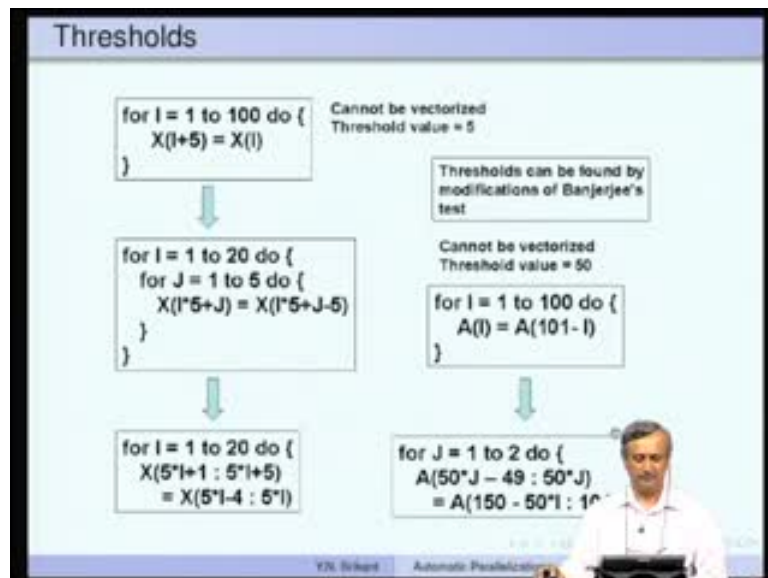 Thresholds
for I = 1 to 100 do {
X(I+5) = X(I)
}
Cannot be vectorized
Threshold value = 5
Thresholds can be found by
modifications of Banjerjee's
test
for I = 1 to 20 do {
for J = 1 to 5 do {
X(I*5+J) = X(I*5+J-5)
}
}
Cannot be vectorized
Threshold value = 50
for I = 1 to 100 do {
A(I) = A(101- I)
}
for I = 1 to 20 do {
X(5*I+1 : 5*I+5)
= X(5*I-4 : 5*I)
for J = 1 to 2 do {
A(50*J – 49 : 50*J)
= A(150 - 50*I : 10
Y.N. Srikant
Automatic Parallelization